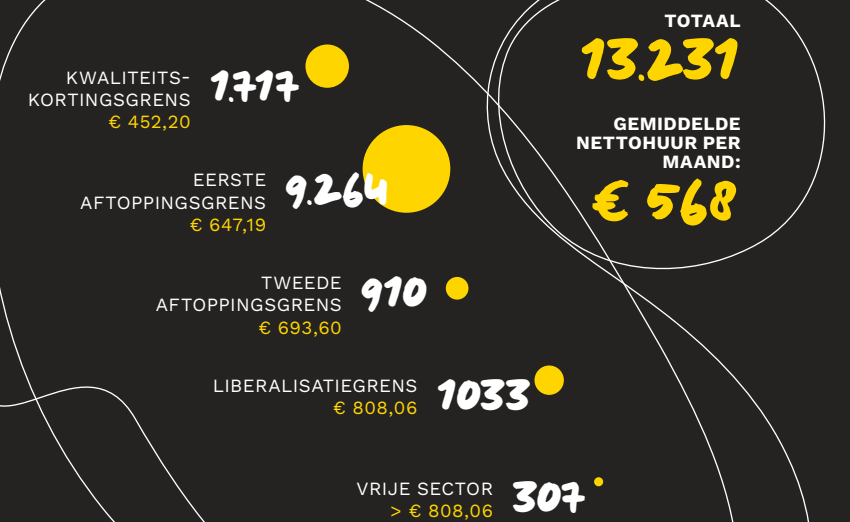 KWALITEITS-
KORTINGSGRENS
€ 452,20
1.717
EERSTE
AFTOPPINGSGRENS
€ 647,19
9.264
TWEEDE
AFTOPPINGSGRENS
€ 693,60
910
LIBERALISATIEGRENS
€ 808,06
1033
VRIJE SECTOR
> € 808,06
307
TOTAAL
13.231
GEMIDDELDE
NETTOHUUR PER
MAAND:
€ 568